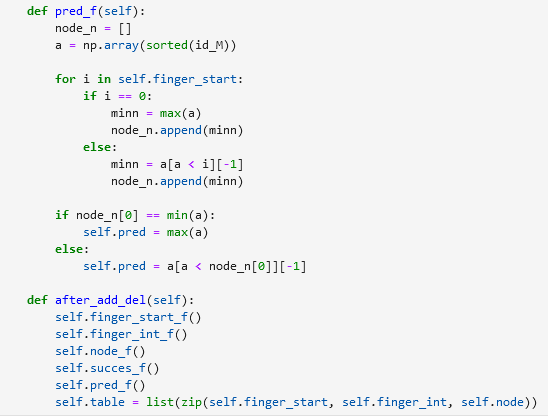 def pred_f(self):
    node_n = []
    a = np.array(sorted(id_M))

    for i in self.finger_start:
        if i == 0:
            minn = max(a)
            node_n.append(minn)
        else:
            minn = a[a < i][-1]
            node_n.append(minn)

    if node_n[0] == min(a):
        self.pred = max(a)
    else:
        self.pred = a[a < node_n[0]][-1]

def after_add_del(self):
    self.finger_start_f()
    self.finger_int_f()
    self.node_f()
    self.succes_f()
    self.pred_f()
    self.table = list(zip(self.finger_start, self.finger_int, self.node))